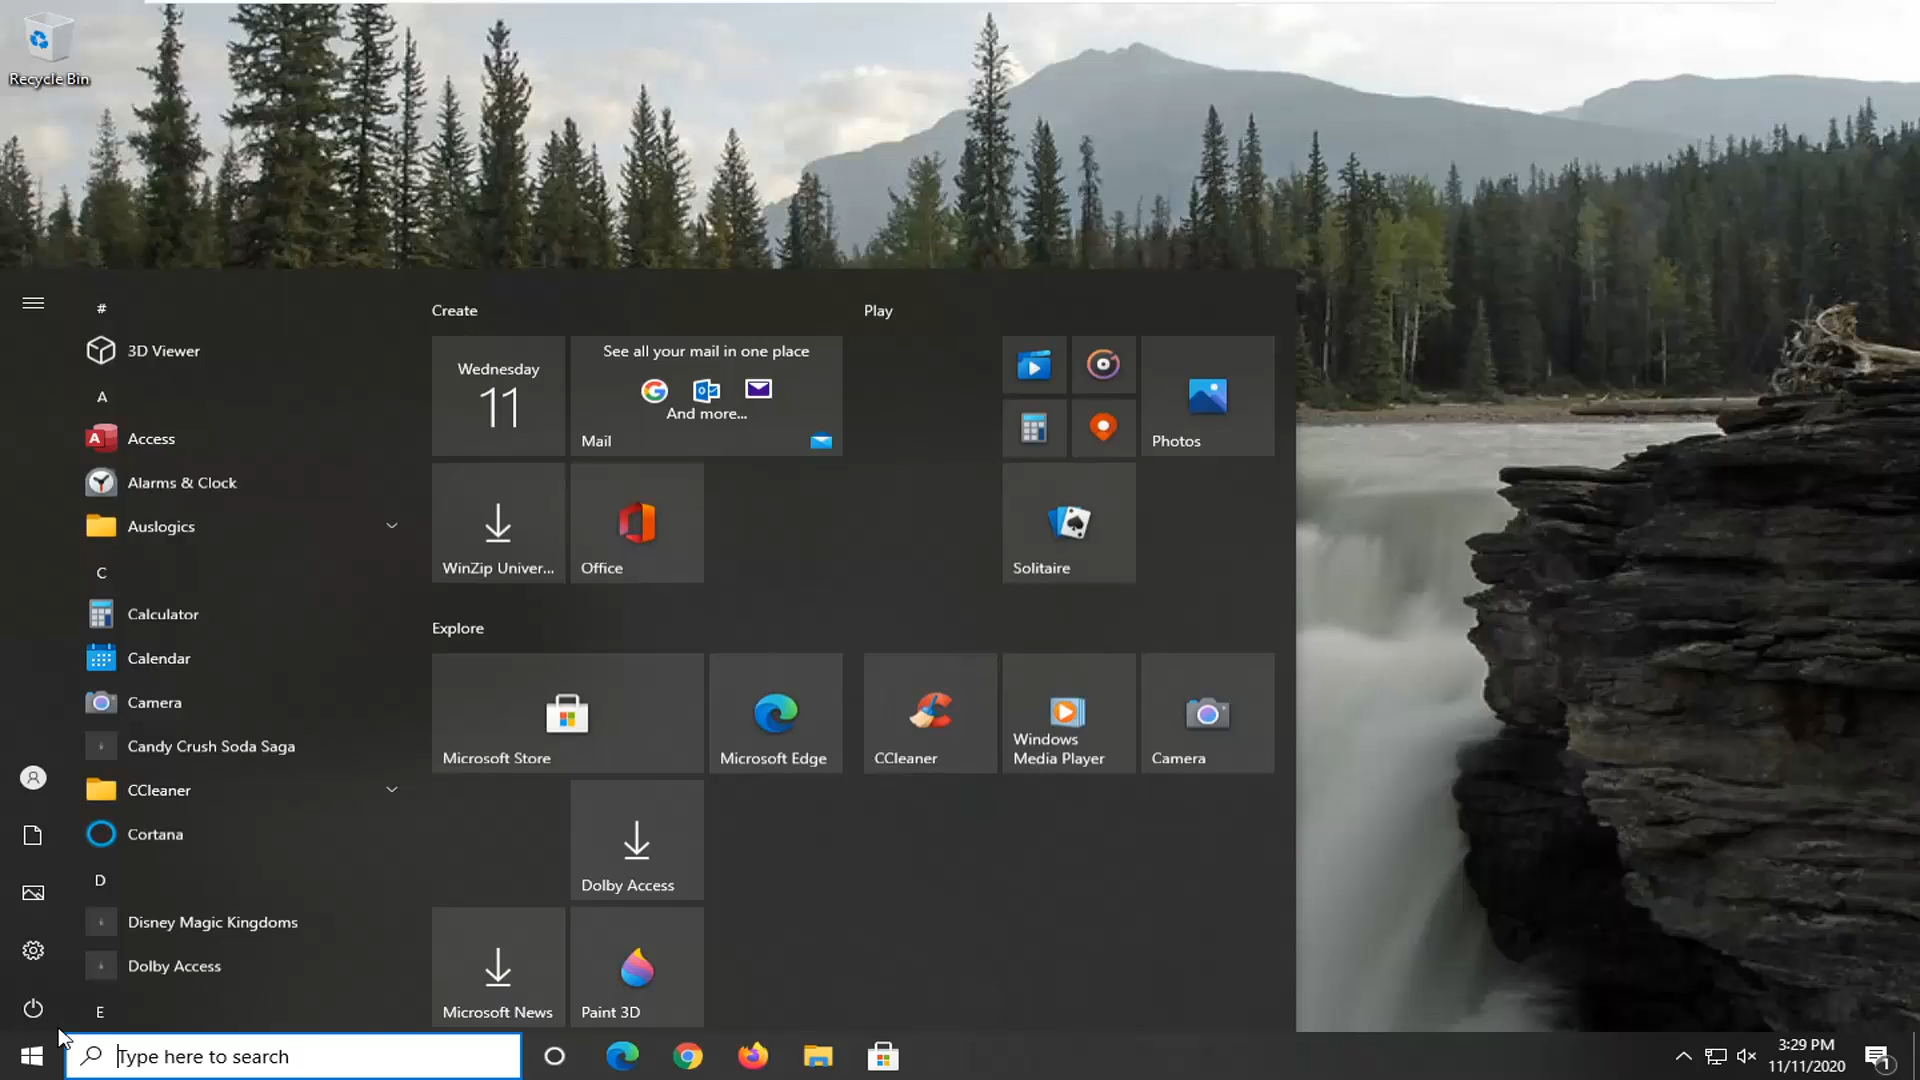 Recycle Bin
#
3D Viewer
A
Access
Alarms & Clock
Auslogics
C
Calculator
Calendar
Camera
Candy Crush Soda Saga
CCleaner
Cortana
D
Disney Magic Kingdoms
Dolby Access
E
Create
Wednesday
11
See all your mail in one place
And more...
Mail
WinZip Univer...
Office
Explore
Microsoft Store
Microsoft Edge
Dolby Access
Microsoft News
Paint 3D
Play
Photos
Solitaire
CCleaner
Windows
Media Player
Camera
Type here to search
3:29 PM
11/11/2020
1